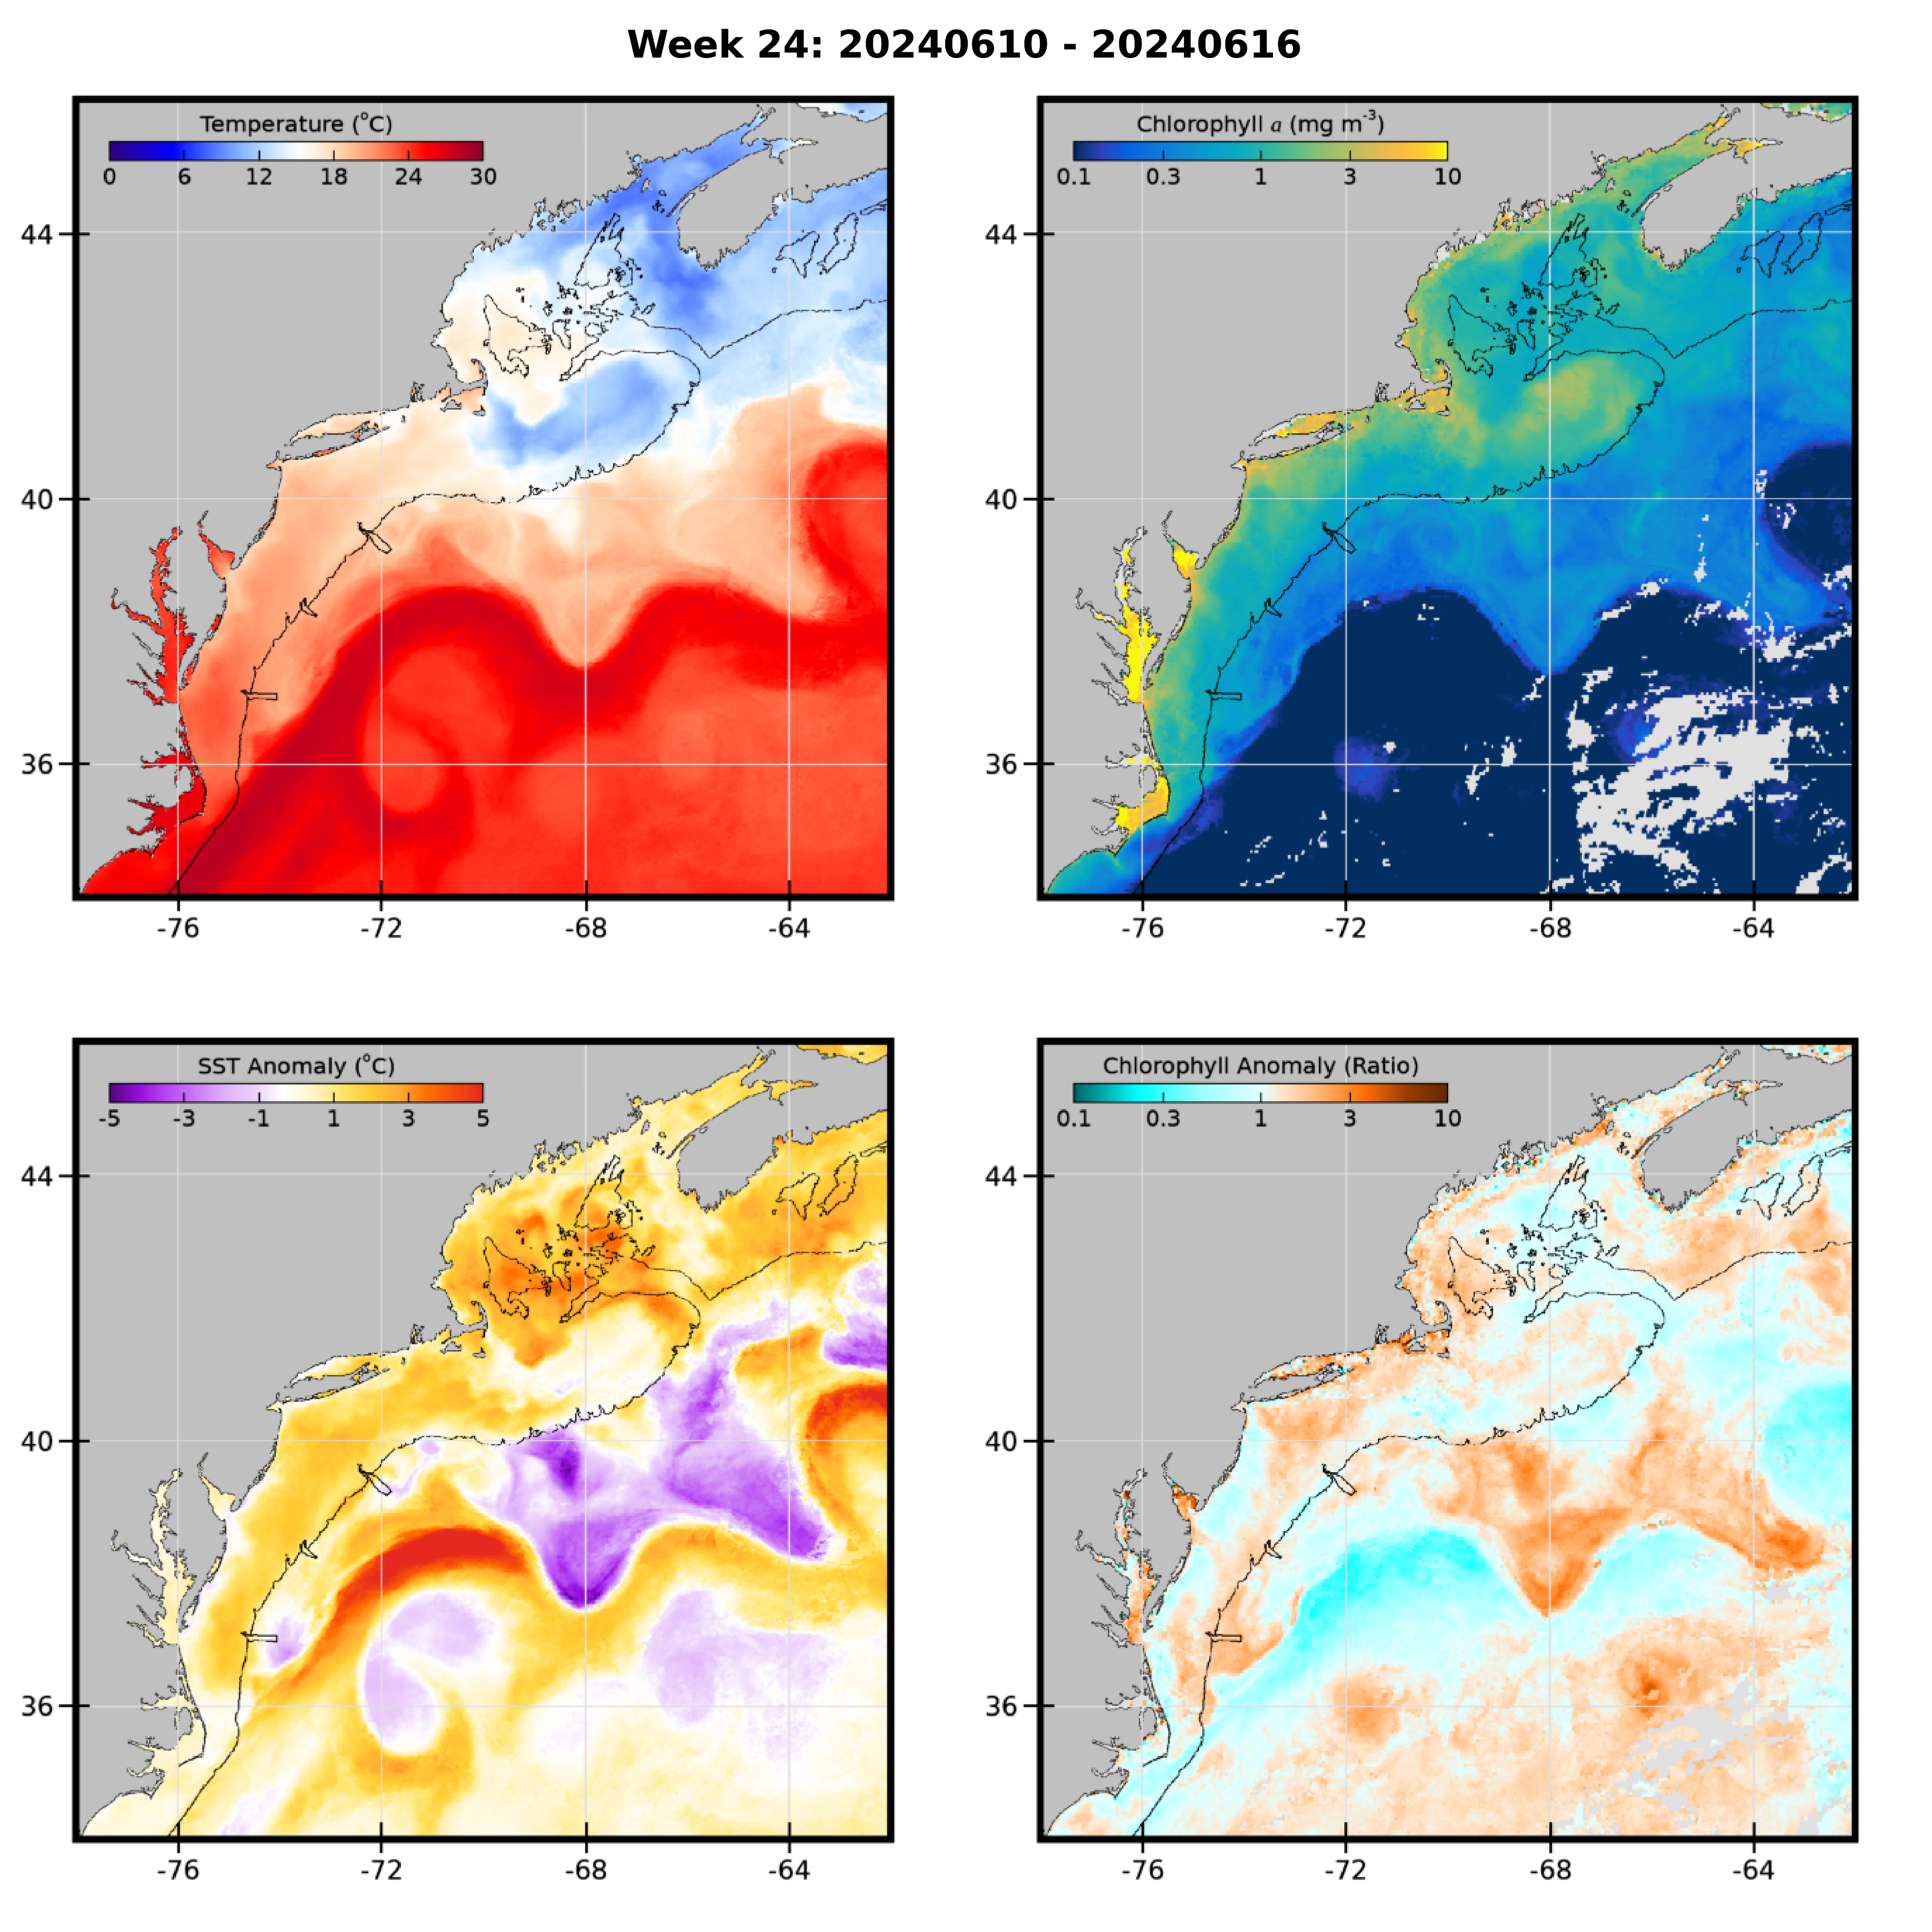 Week 24: 20240610 - 20240616
Temperature (°C)
0 6 12 18 24 30
44
40
36
-76 -72 -68 -64
Chlorophyll a (mg m⁻³)
0.1 0.3 1 3 10
44
40
36
-76 -72 -68 -64
SST Anomaly (°C)
-5 -3 -1 1 3 5
44
40
36
-76 -72 -68 -64
Chlorophyll Anomaly (Ratio)
0.1 0.3 1 3 10
44
40
36
-76 -72 -68 -64